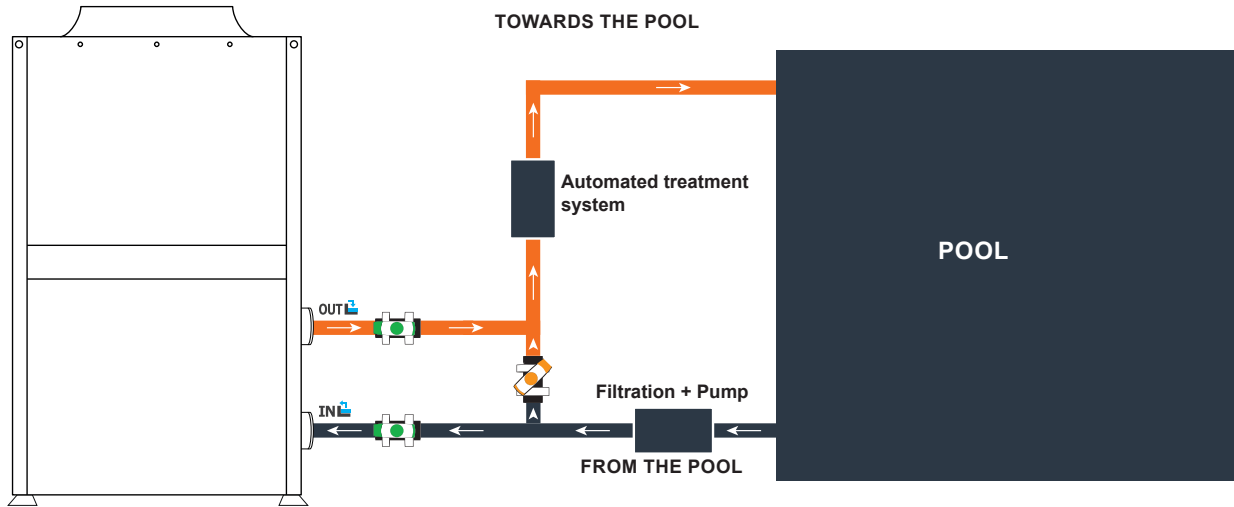 TOWARDS THE POOL
Automated treatment
system
POOL
OUT
IN
Filtration + Pump
FROM THE POOL